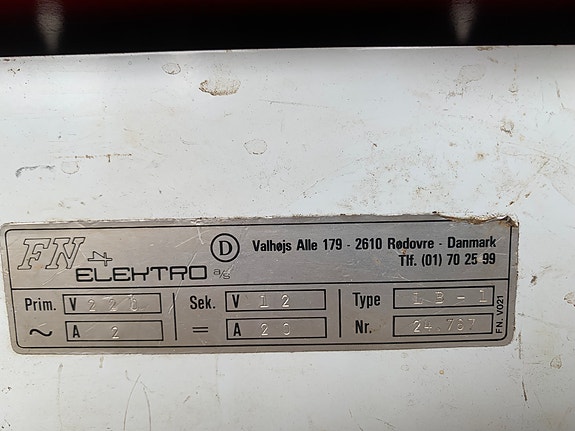 FN ELEKTRO a/s
D
Valhøjs Alle 179 - 2610 Rødovre - Danmark
Tlf. (01) 70 25 99
Prim. V 220 Sek. V 12 Type LB-1
~ A 2 = A 20 Nr. 24.767
FN. V021